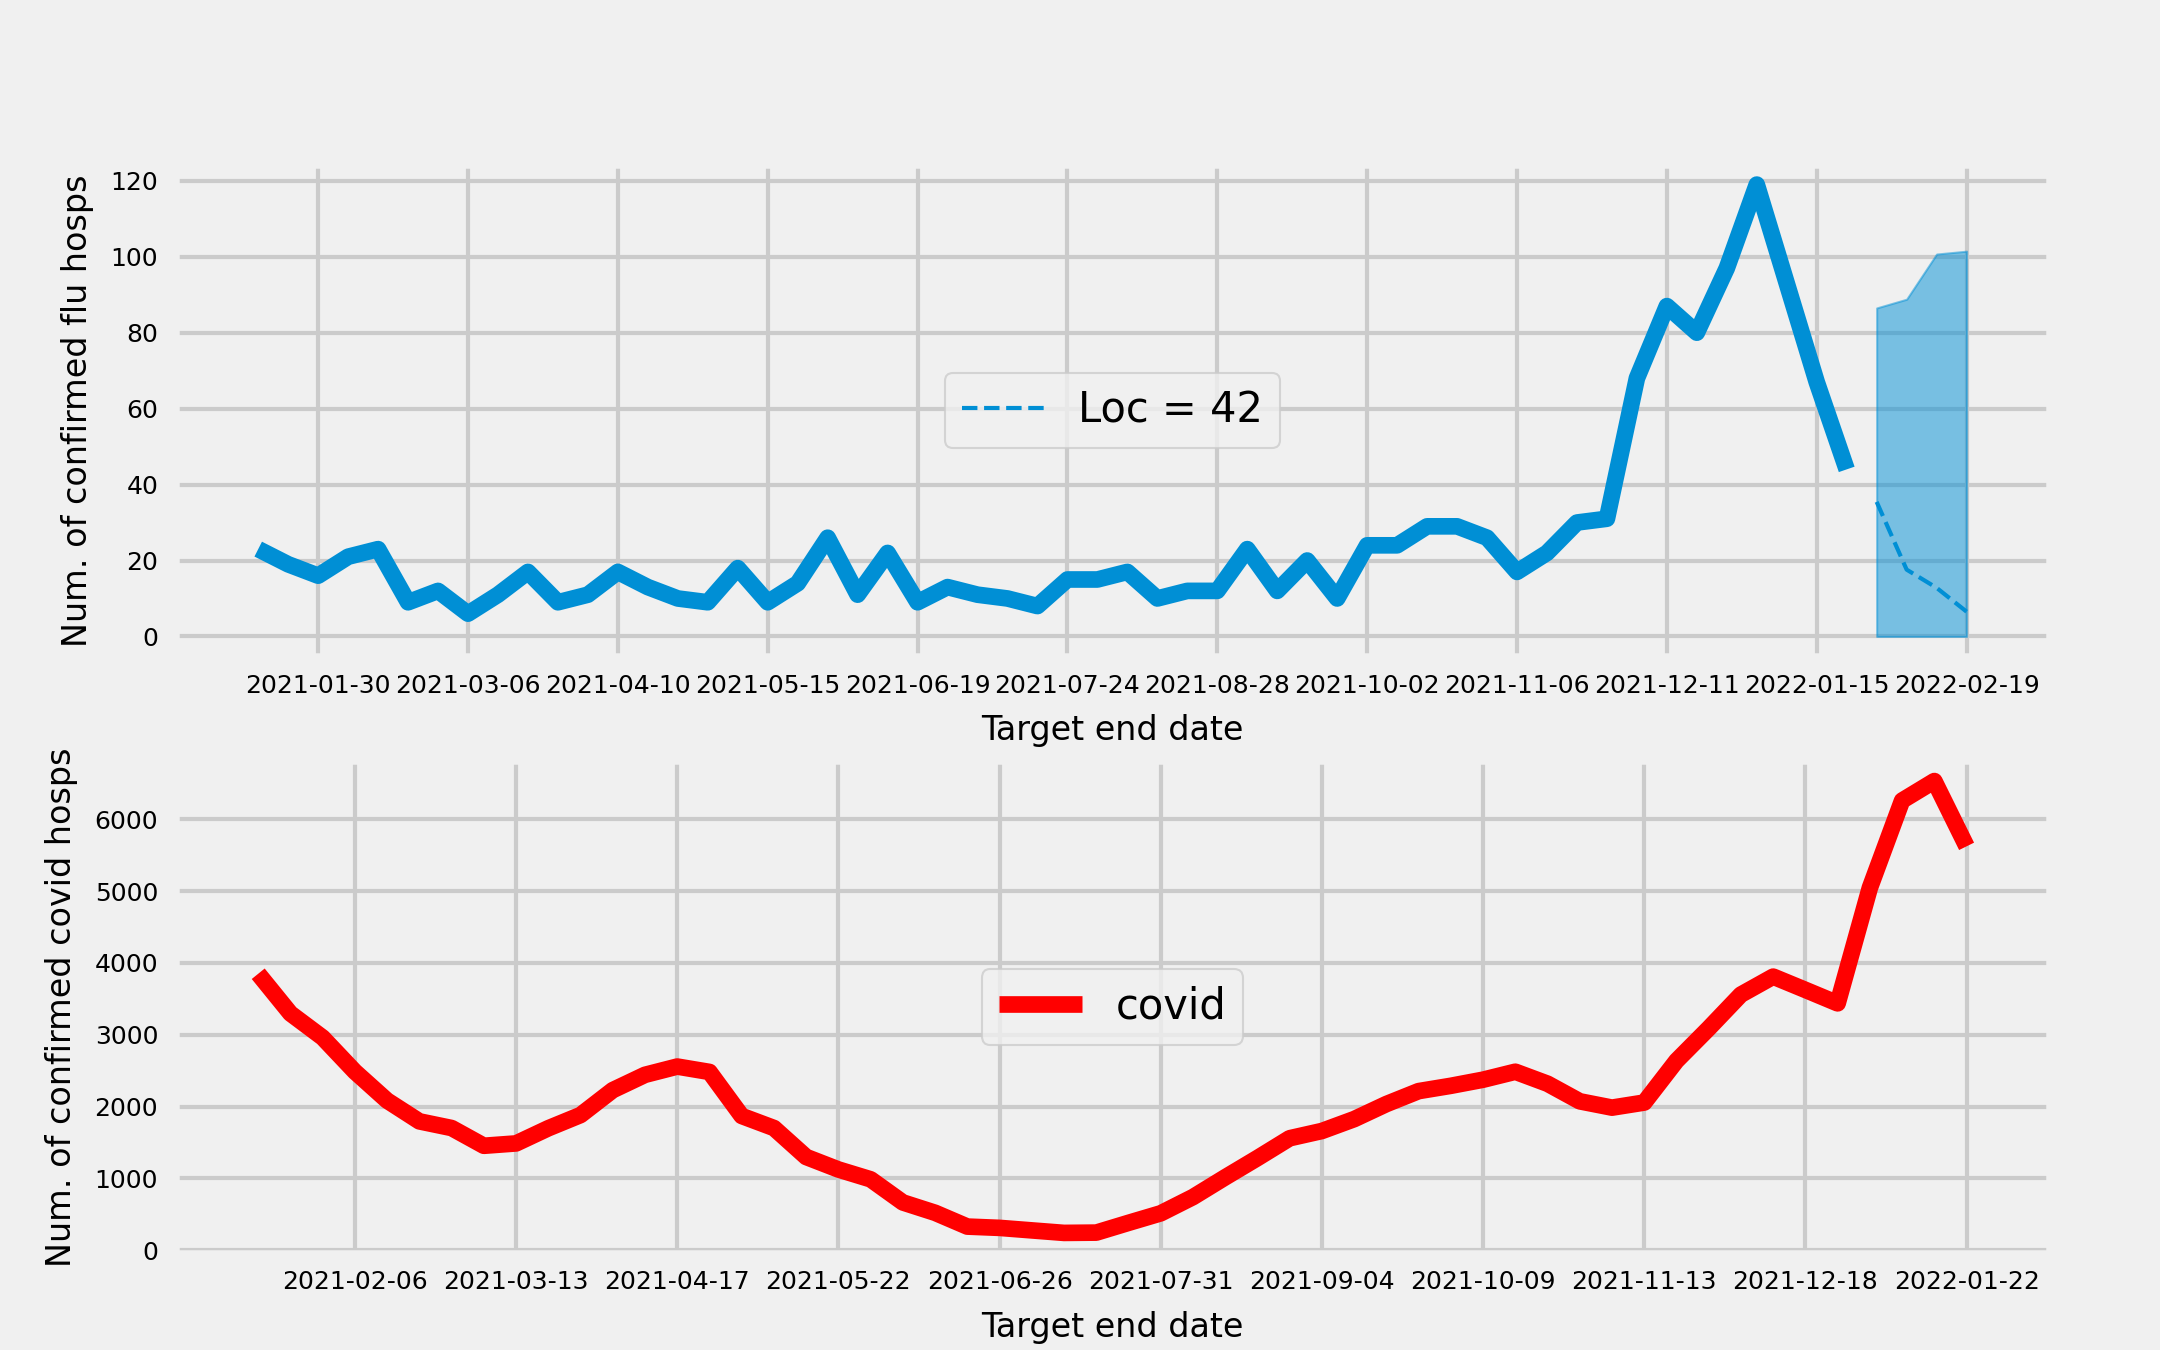 Num. of confirmed flu hosps
120
100
80
60
40
20
0
Loc = 42
2021-01-30 2021-03-06 2021-04-10 2021-05-15 2021-06-19 2021-07-24 2021-08-28 2021-10-02 2021-11-06 2021-12-11 2022-01-15 2022-02-19
Target end date
Num. of confirmed covid hosps
6000
5000
4000
3000
2000
1000
0
covid
2021-02-06 2021-03-13 2021-04-17 2021-05-22 2021-06-26 2021-07-31 2021-09-04 2021-10-09 2021-11-13 2021-12-18 2022-01-22
Target end date